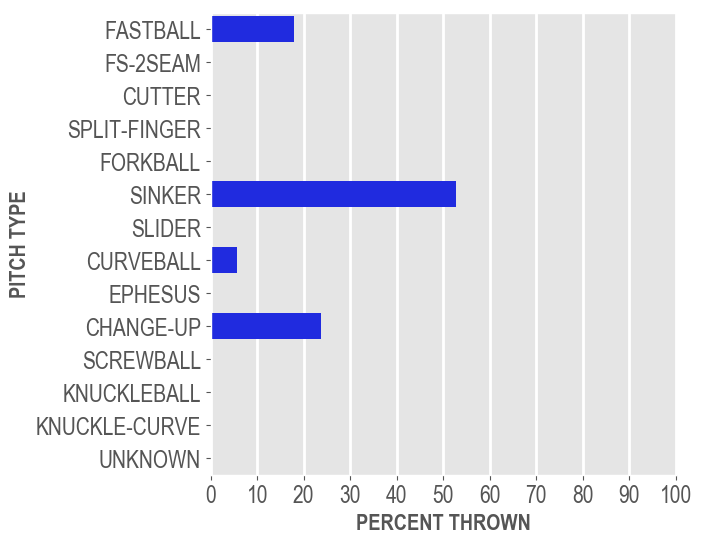 FASTBALL
FS-2SEAM
CUTTER
SPLIT-FINGER
FORKBALL
SINKER
SLIDER
CURVEBALL
EPHESUS
CHANGE-UP
SCREWBALL
KNUCKLEBALL
KNUCKLE-CURVE
UNKNOWN
PITCH TYPE
0 10 20 30 40 50 60 70 80 90 100
PERCENT THROWN